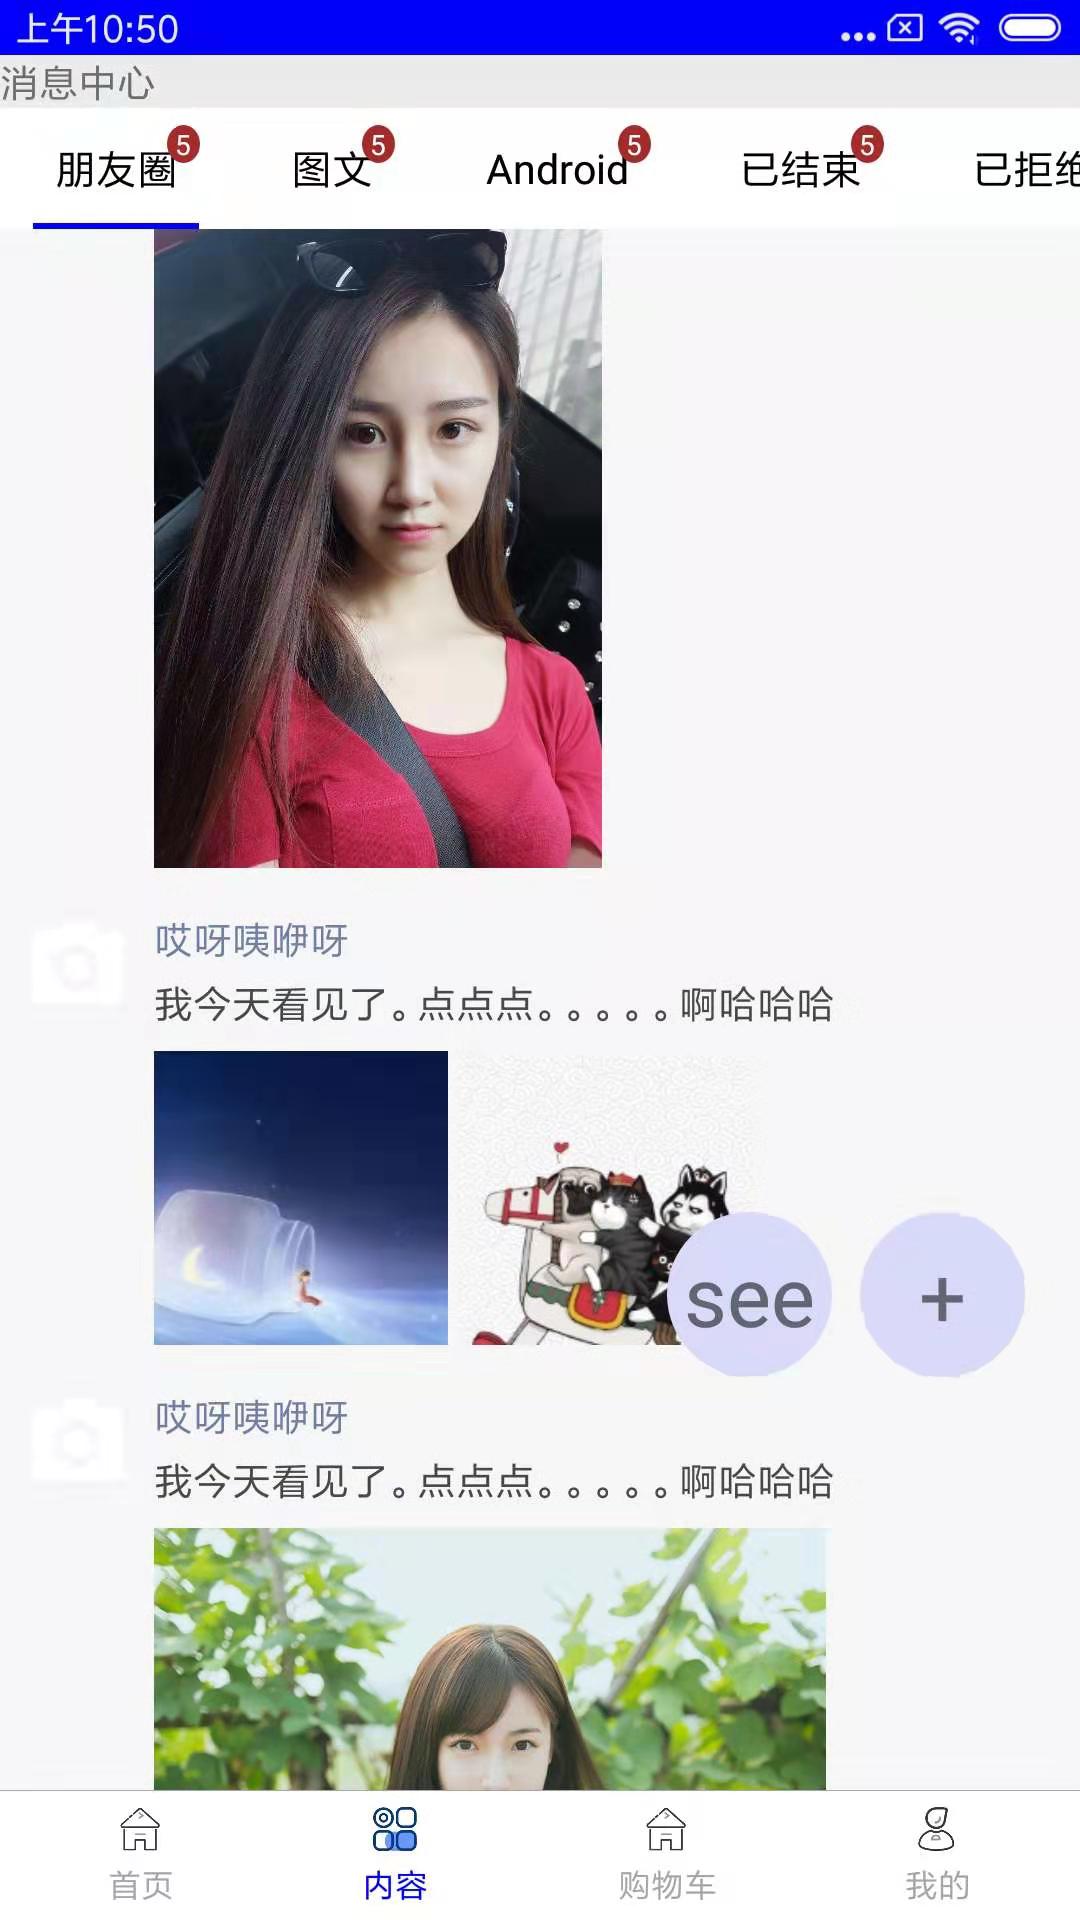 上午10:50
消息中心
朋友圈 5 图文 5 Android 5 已结束 5 已拒绝
哎呀咦咿呀
我今天看见了。点点点。。。。。啊哈哈哈
see +
哎呀咦咿呀
我今天看见了。点点点。。。。。啊哈哈哈
首页 内容 购物车 我的